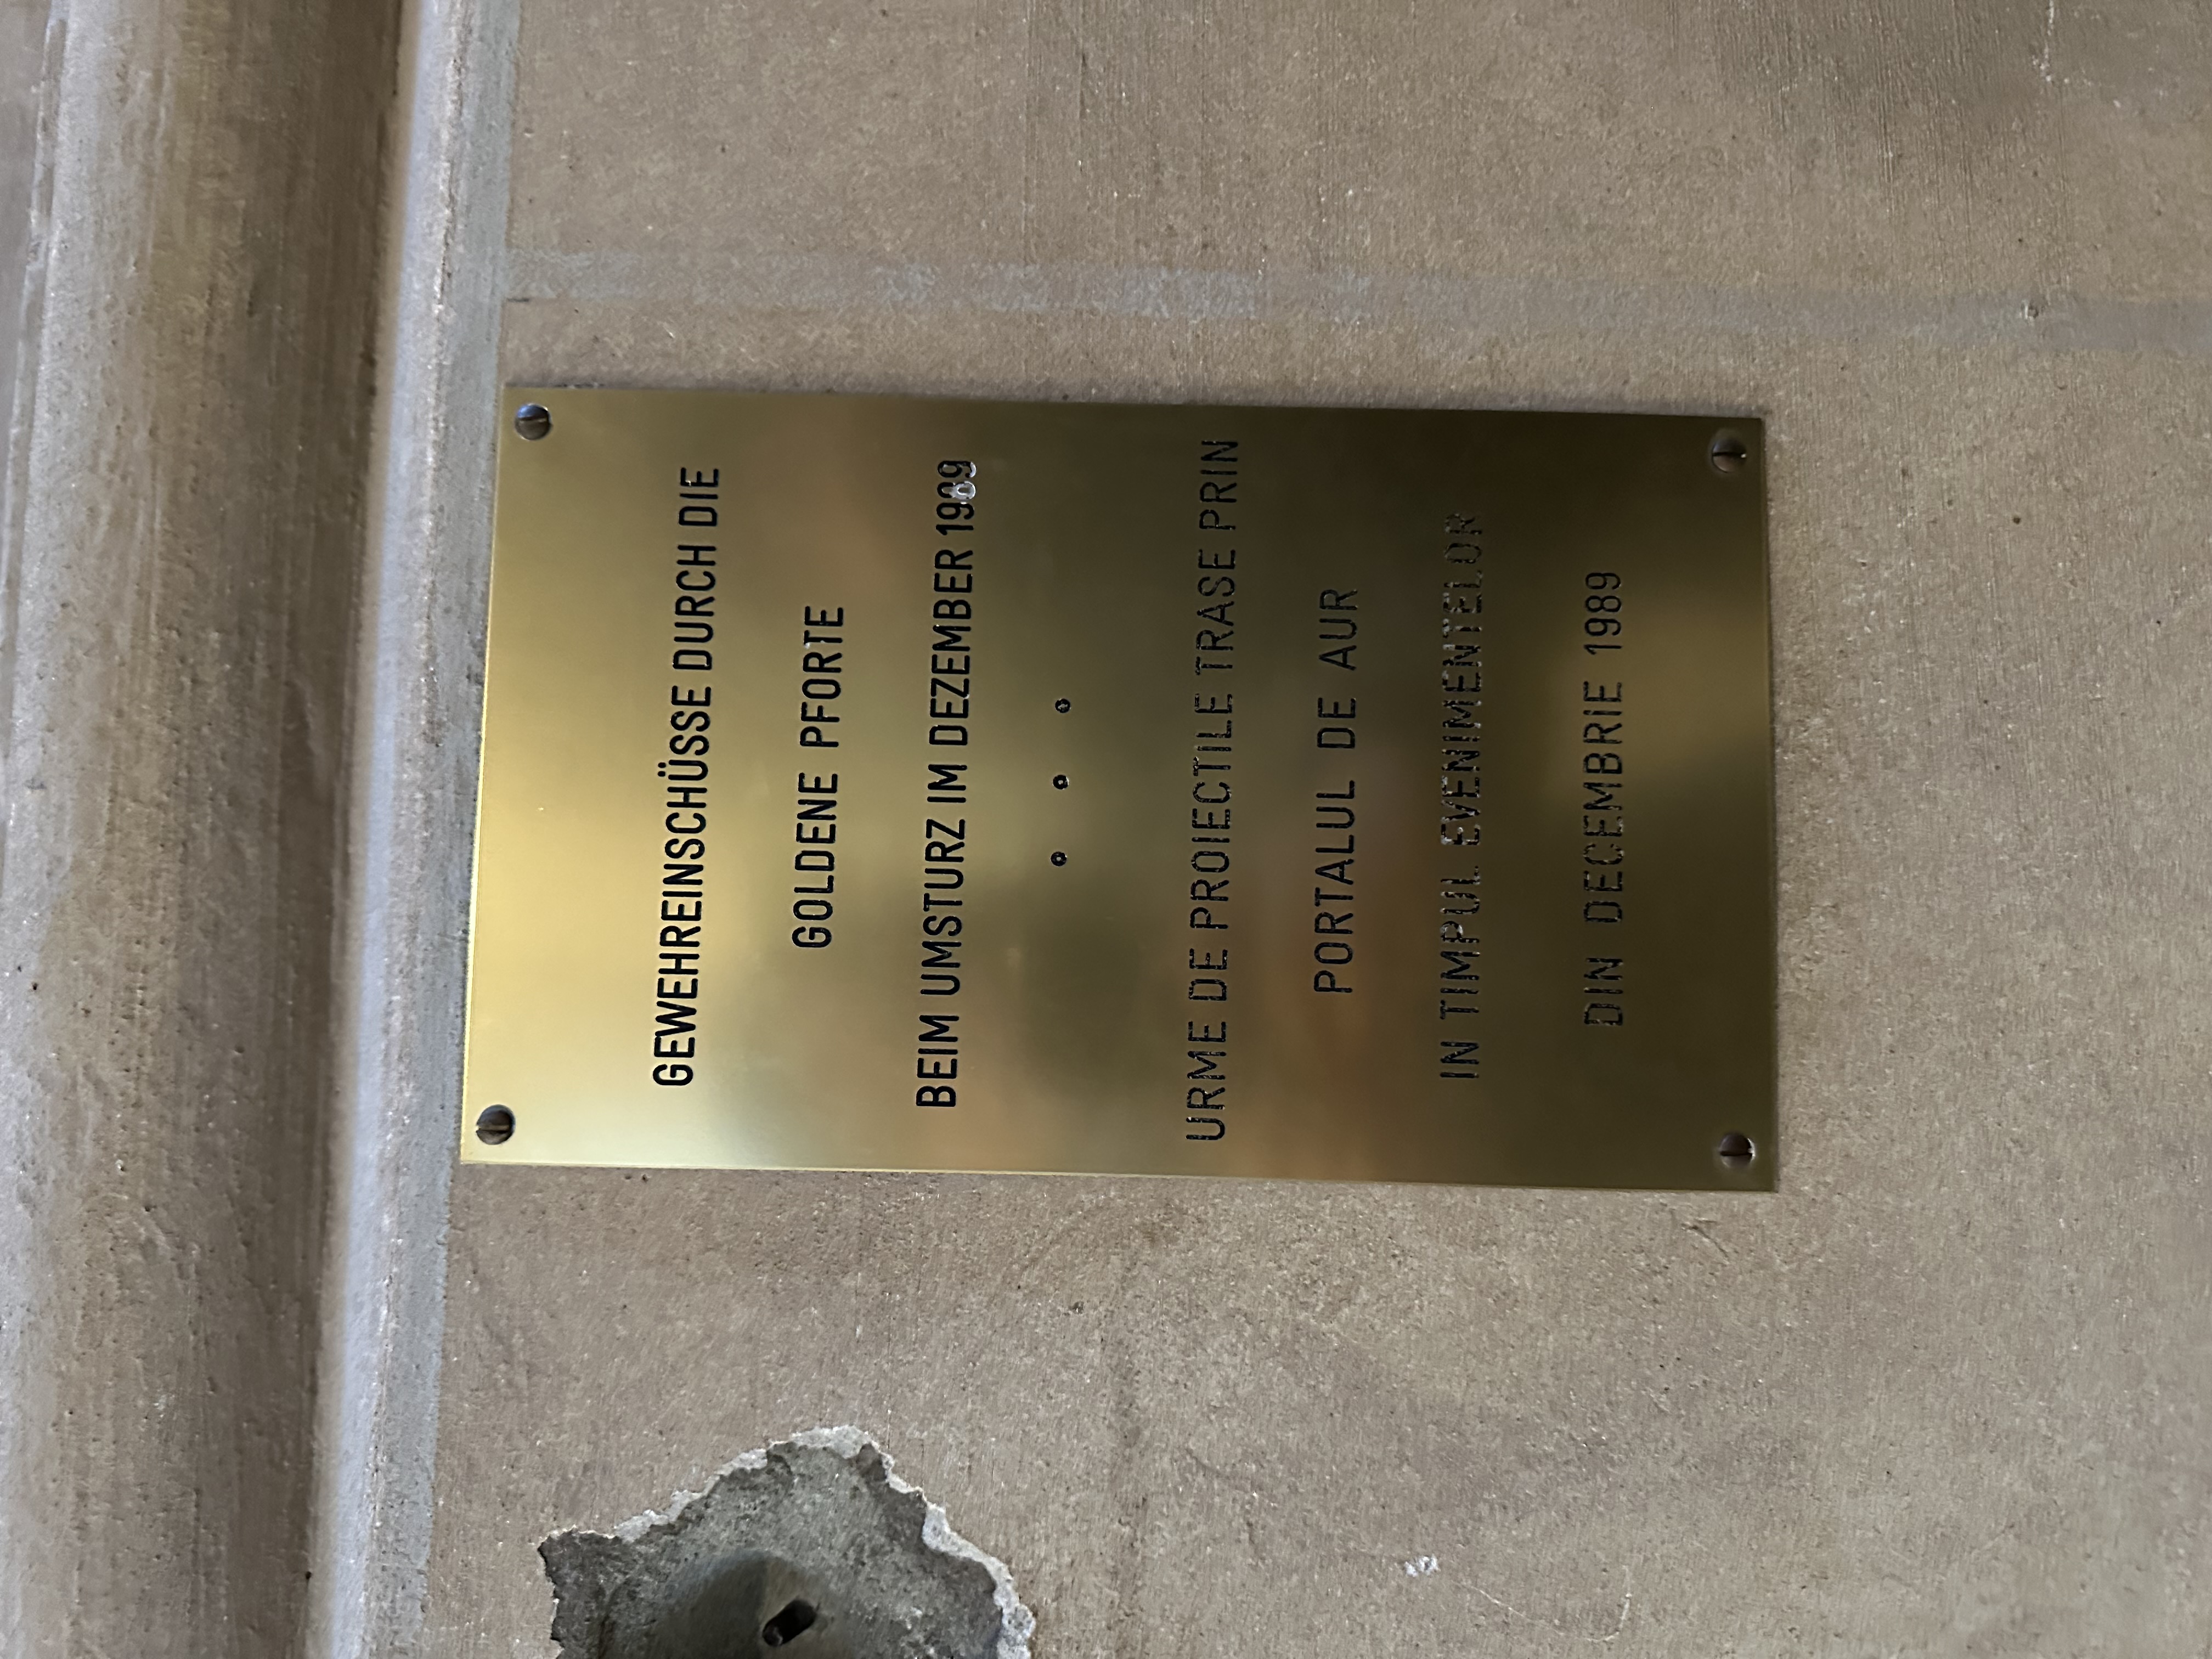 GEWEHREINSCHÜSSE DURCH DIE
GOLDENE PFORTE
BEIM UMSTURZ IM DEZEMBER 1989
URME DE PROIECTILE TRASE PRIN
PORTALUL DE AUR
IN TIMPUL EVENIMENTELOR
DIN DECEMBRIE 1989